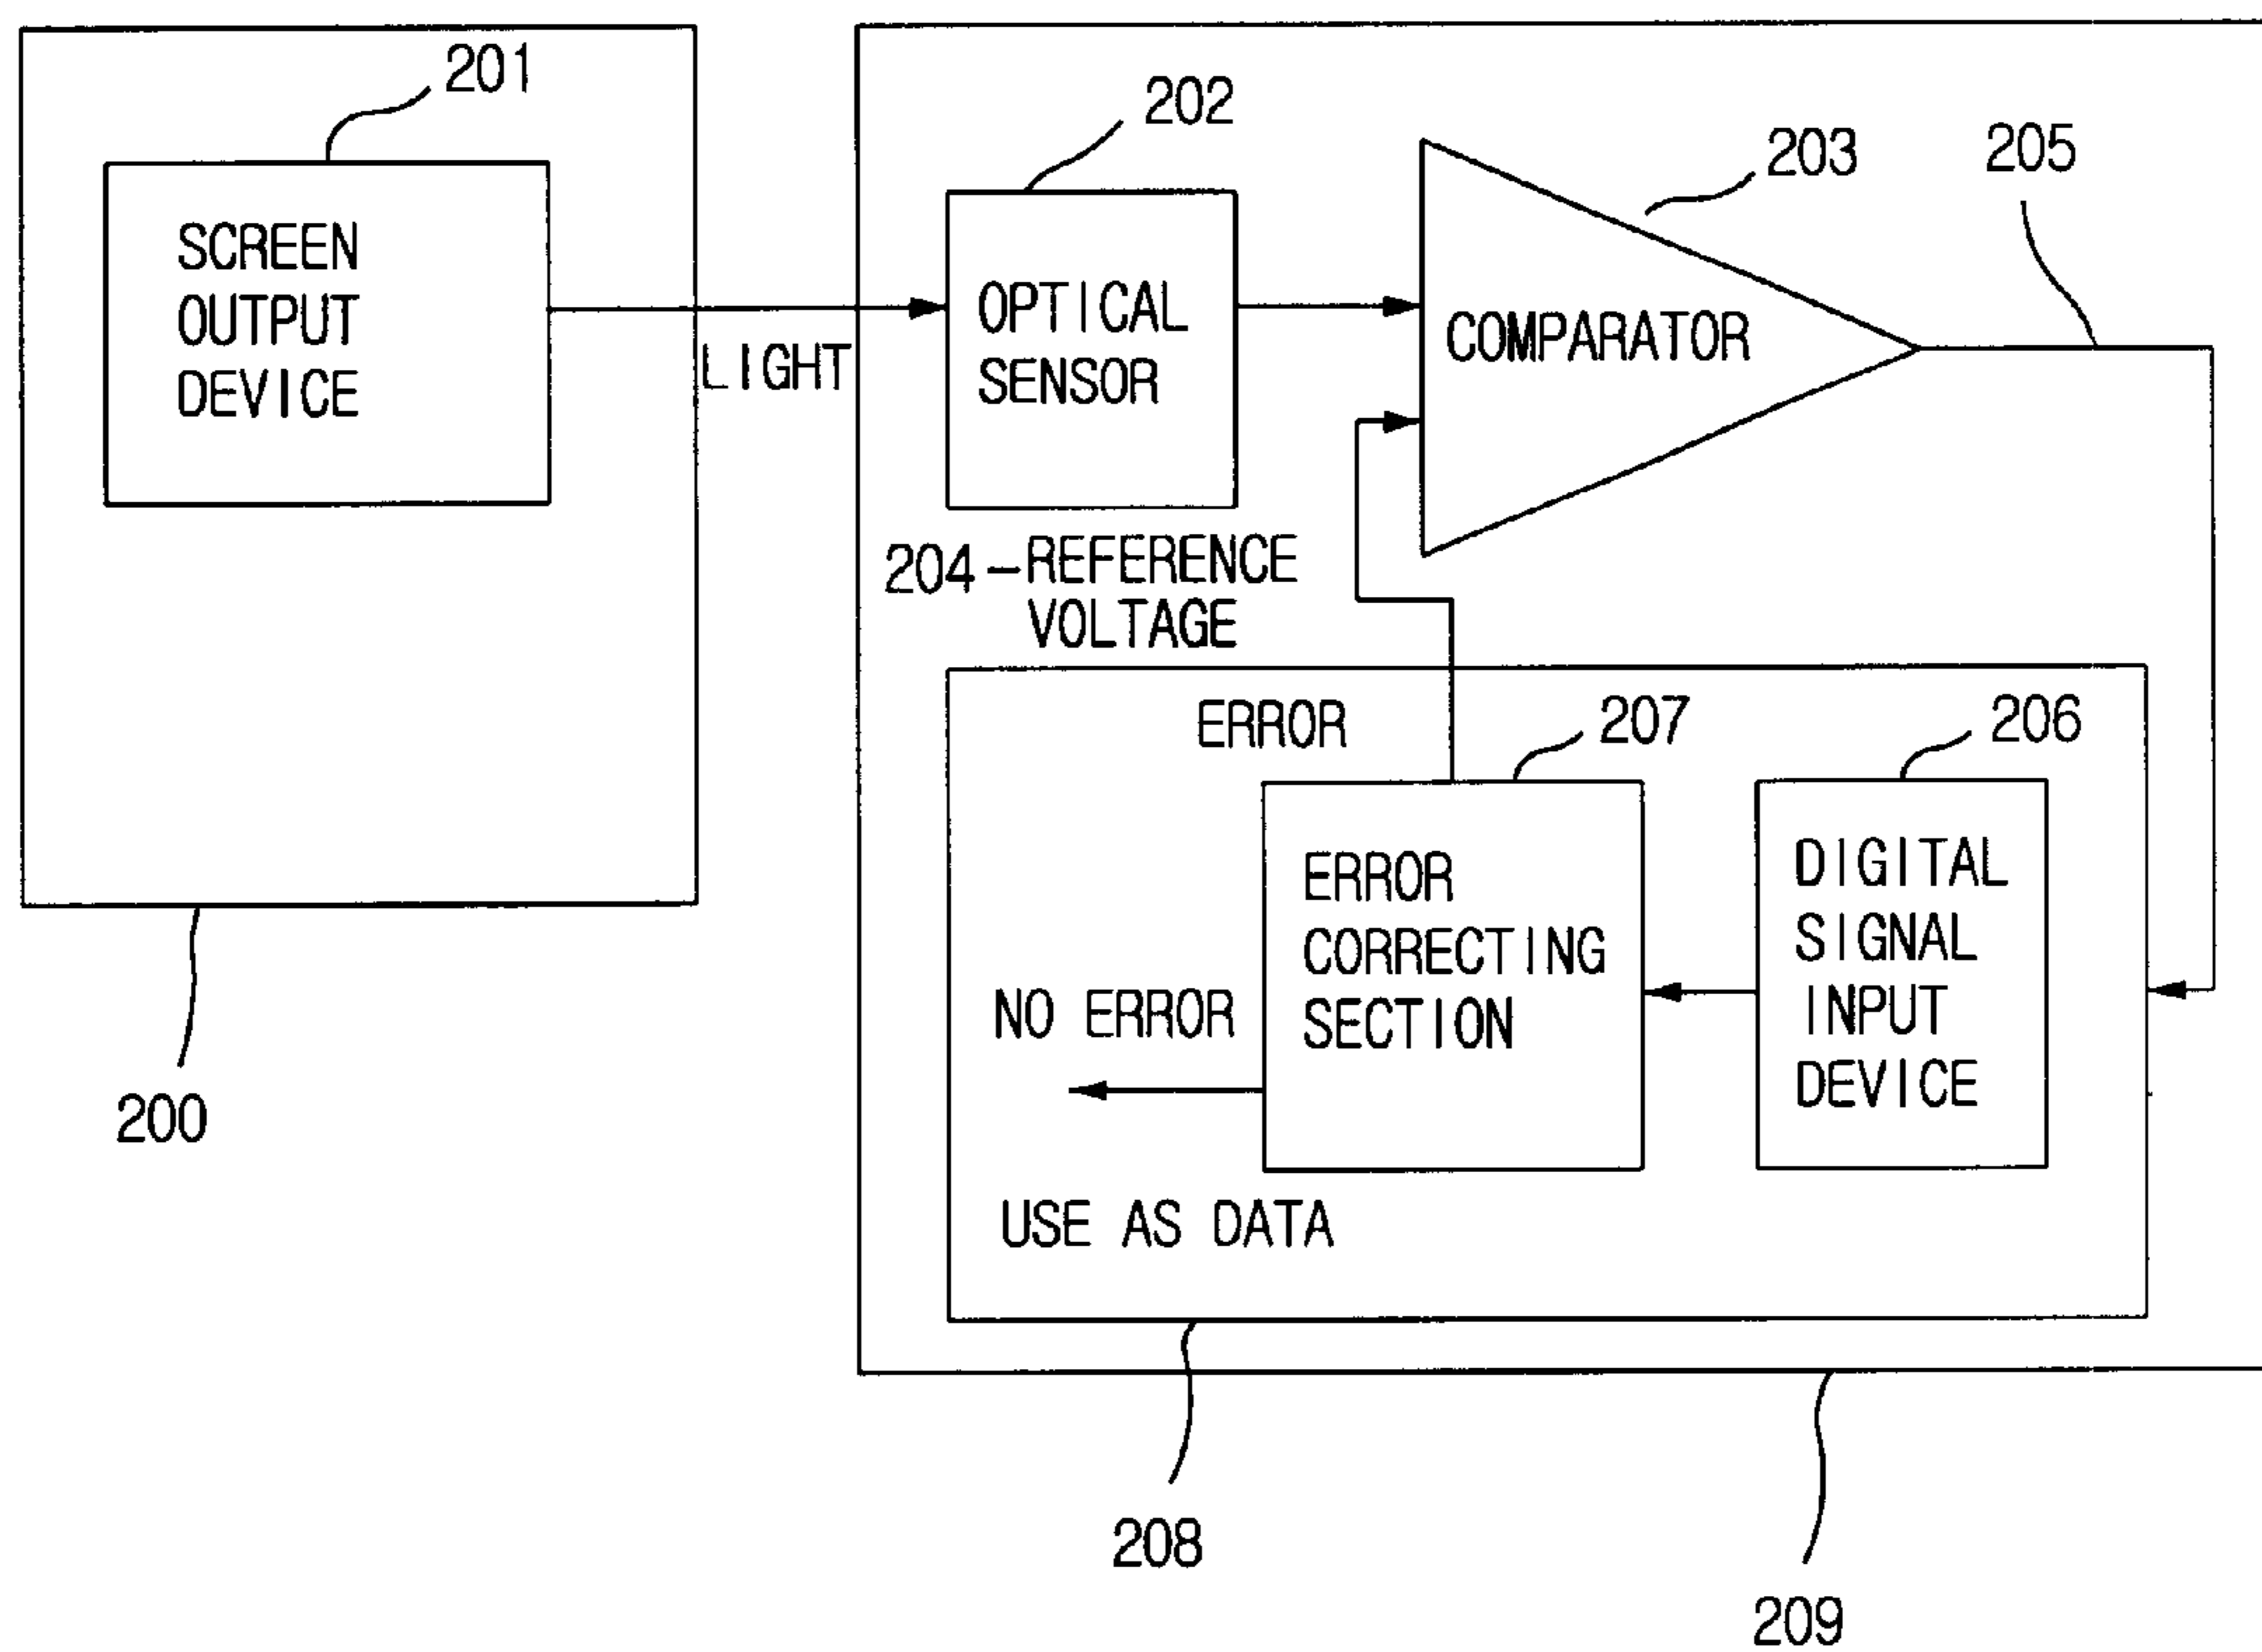 201
SCREEN
OUTPUT
DEVICE
LIGHT
202
OPTICAL
SENSOR
203
COMPARATOR
205
204-REFERENCE
VOLTAGE
ERROR
207
206
ERROR
CORRECTING
SECTION
DIGITAL
SIGNAL
INPUT
DEVICE
NO ERROR
USE AS DATA
200
208
209